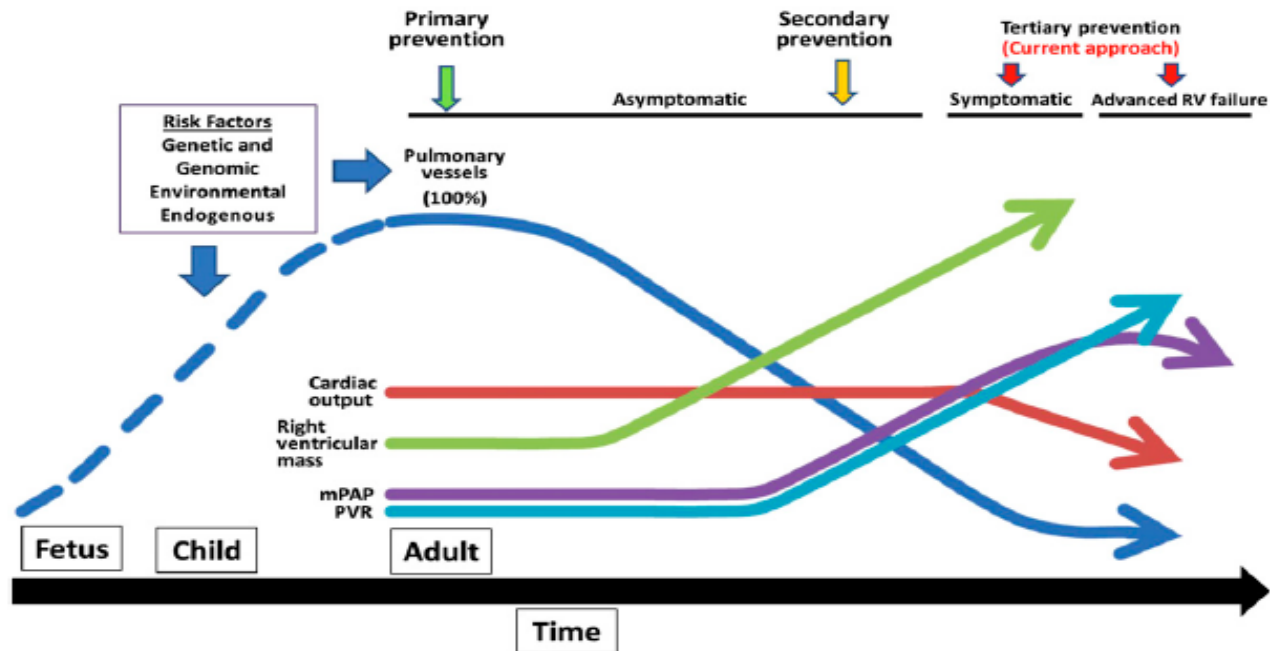 Primary
prevention
Secondary
prevention
Tertiary prevention
(Current approach)
Asymptomatic
Symptomatic
Advanced RV failure
Risk Factors
Genetic and
Genomic
Environmental
Endogenous
Pulmonary
vessels
(100%)
Cardiac
output
Right
ventricular
mass
mPAP
PVR
Fetus
Child
Adult
Time